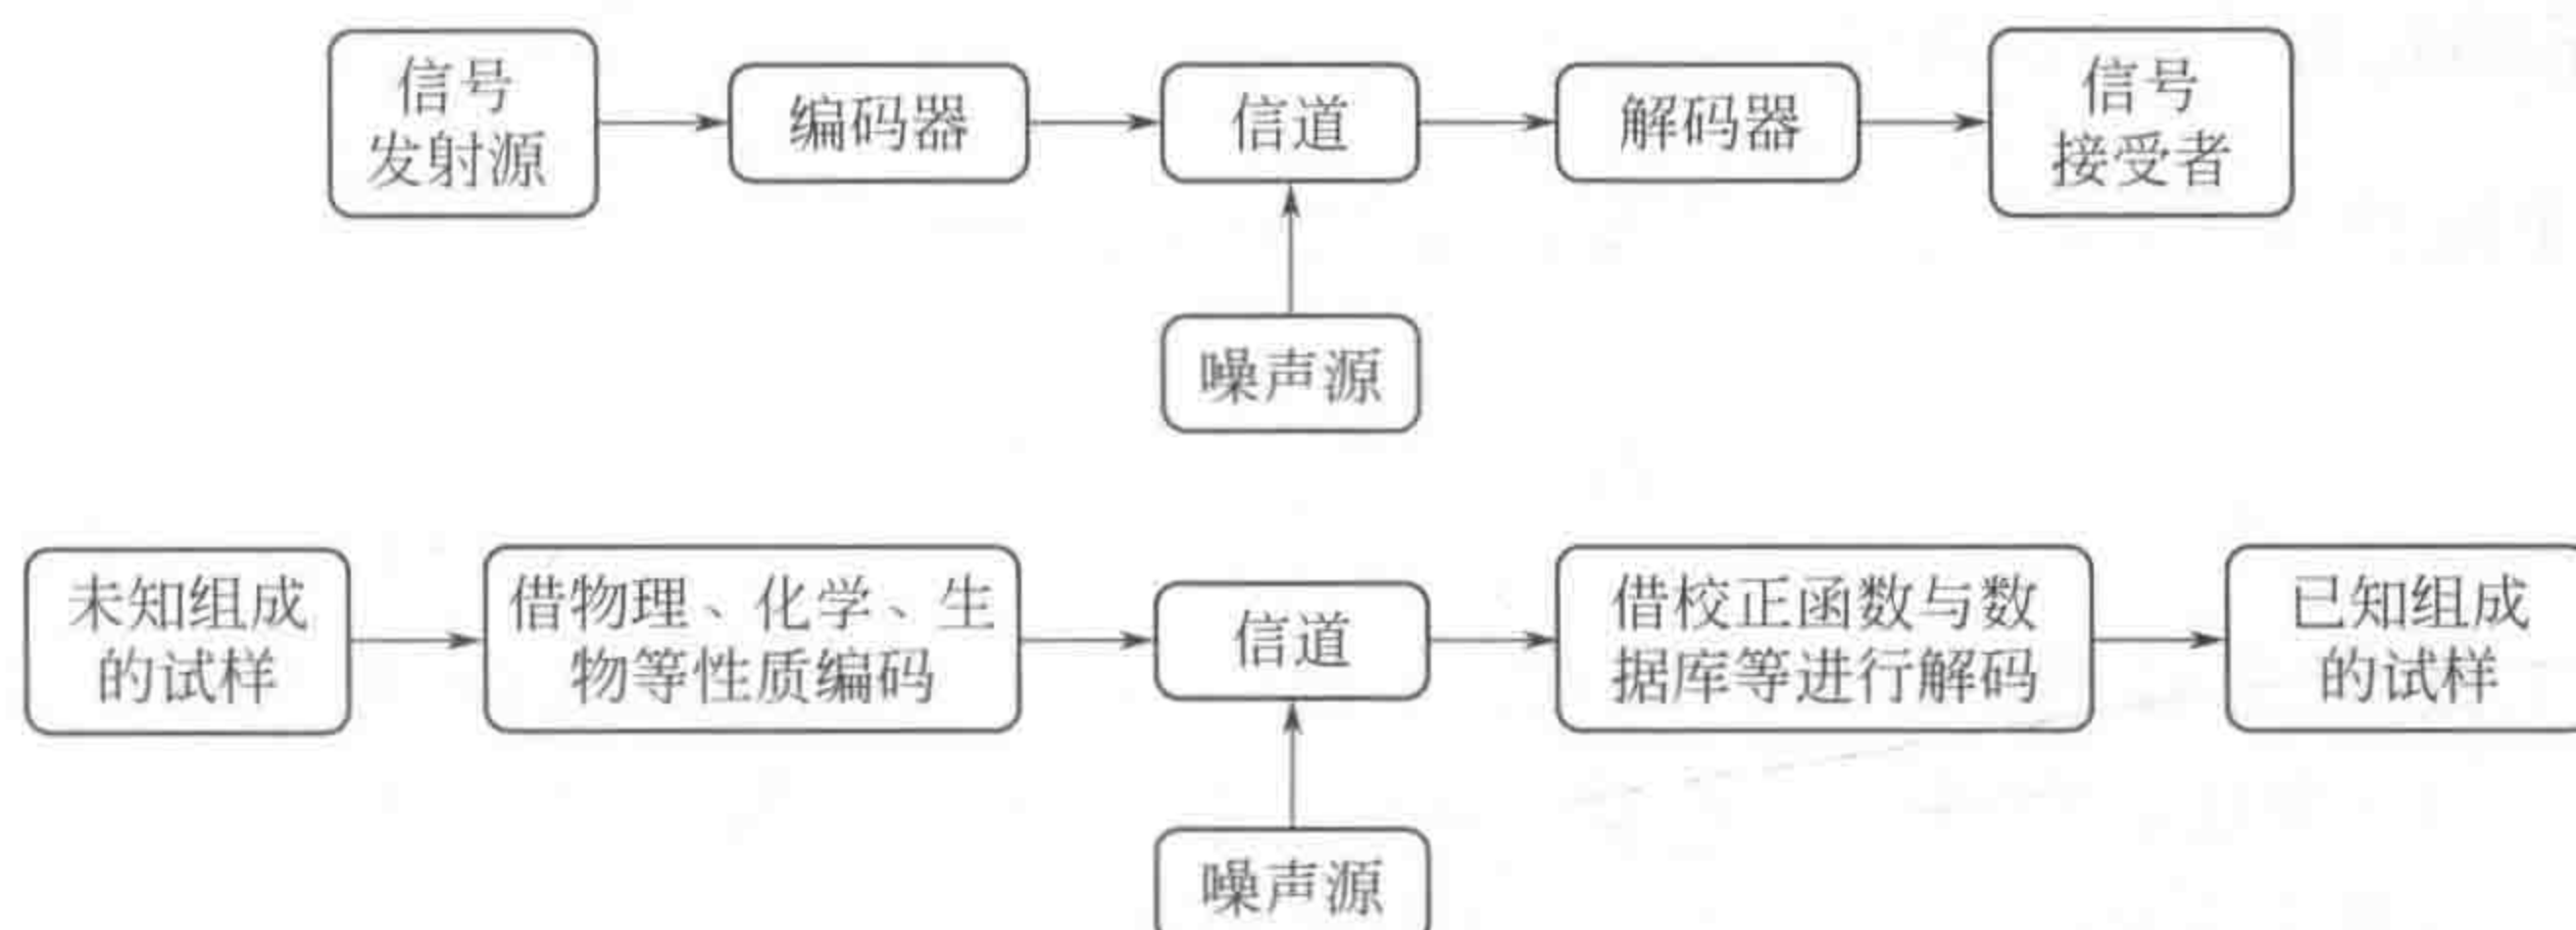 信号
发射源
编码器
信道
解码器
信号
接受者
噪声源
未知组成
的试样
借物理、化学、生
物等性质编码
信道
借校正函数与数
据库等进行解码
已知组成
的试样
噪声源